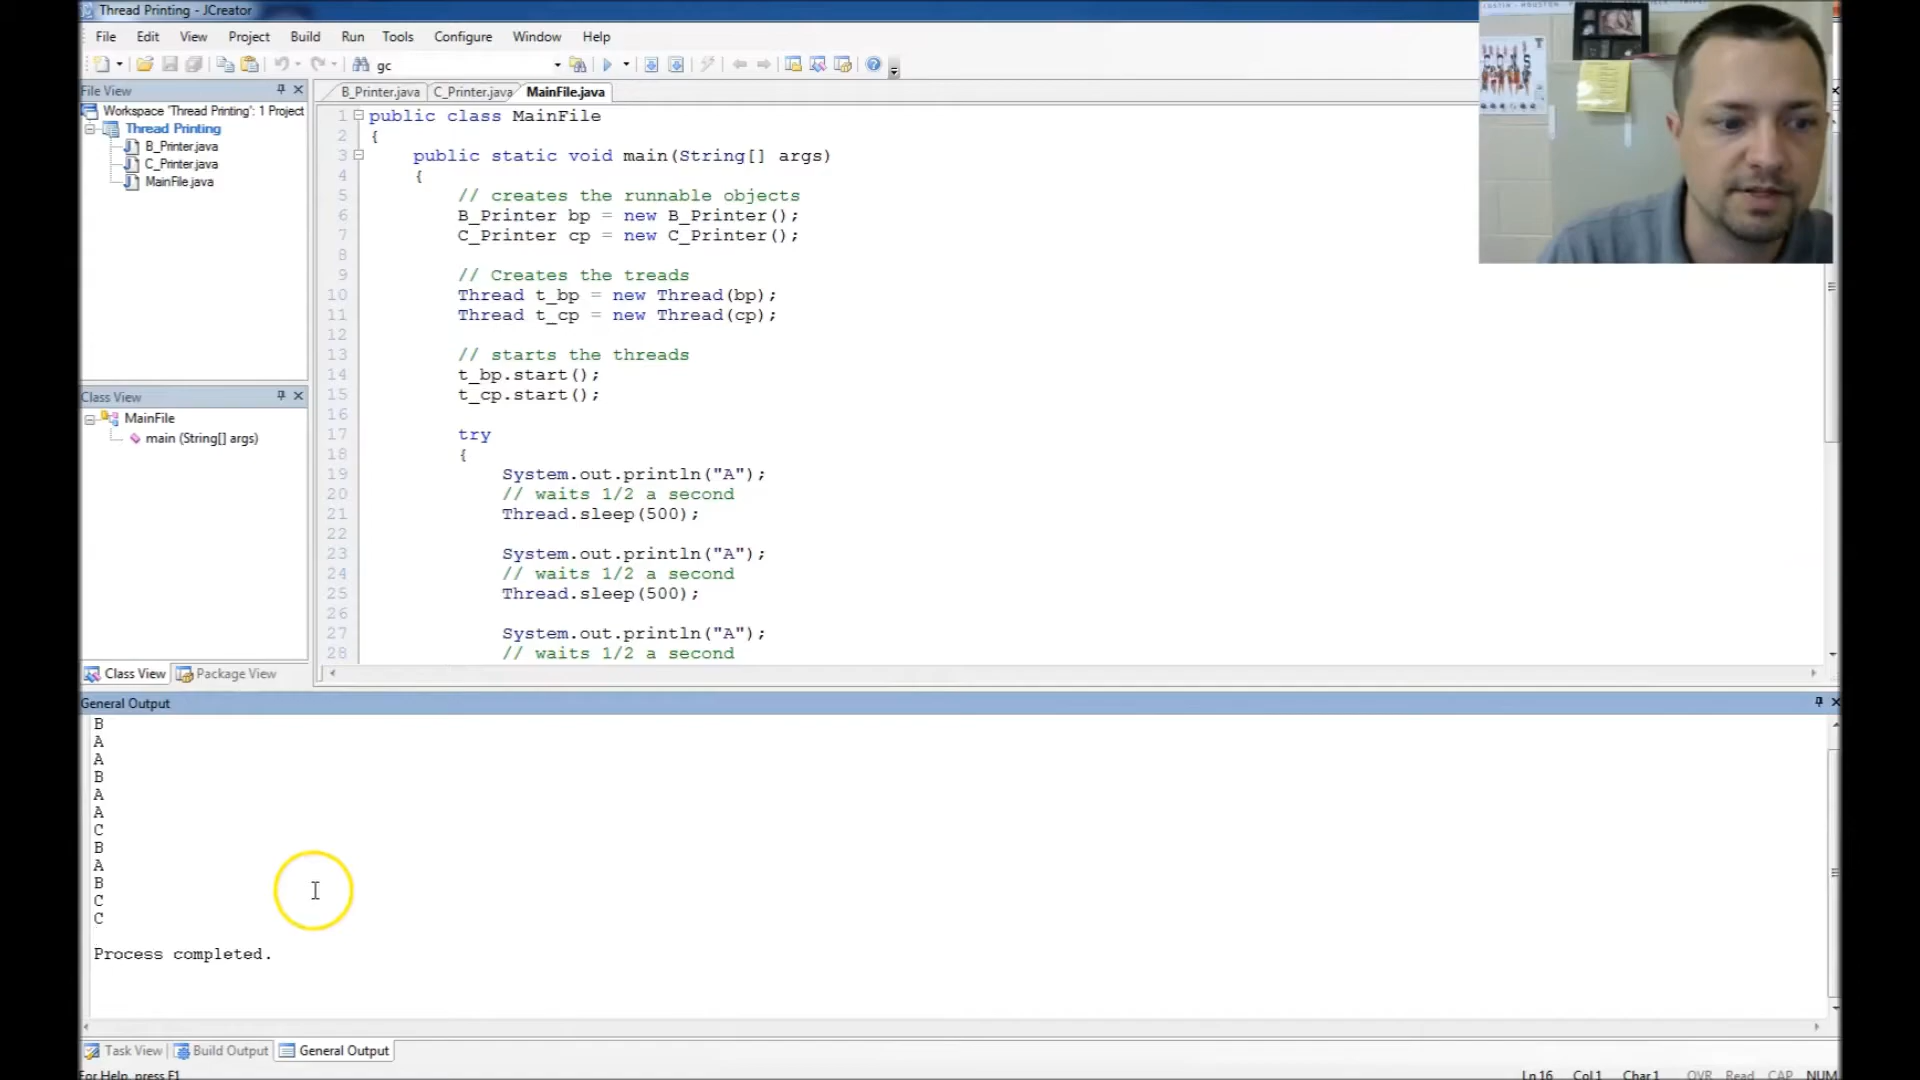 Thread Printing - JCreator
File Edit View Project Build Run Tools Configure Window Help
gc
File View
Workspace 'Thread Printing': 1 Project
Thread Printing
B_Printer.java
C_Printer.java
MainFile.java
Class View
MainFile
main (String[] args)
Class View Package View
B_Printer.java C_Printer.java MainFile.java
1 public class MainFile
2 {
3 public static void main(String[] args)
4 {
5 // creates the runnable objects
6 B_Printer bp = new B_Printer();
7 C_Printer cp = new C_Printer();
8
9 // Creates the treads
10 Thread t_bp = new Thread(bp);
11 Thread t_cp = new Thread(cp);
12
13 // starts the threads
14 t_bp.start();
15 t_cp.start();
16
17 try
18 {
19 System.out.println("A");
20 // waits 1/2 a second
21 Thread.sleep(500);
22
23 System.out.println("A");
24 // waits 1/2 a second
25 Thread.sleep(500);
26
27 System.out.println("A");
28 // waits 1/2 a second
General Output
B
A
A
B
A
A
C
B
A
B
C
C
Process completed.
Task View Build Output General Output
For Help, press F1
Ln 16 Col 1 Char 1 OVR Read CAP NUM